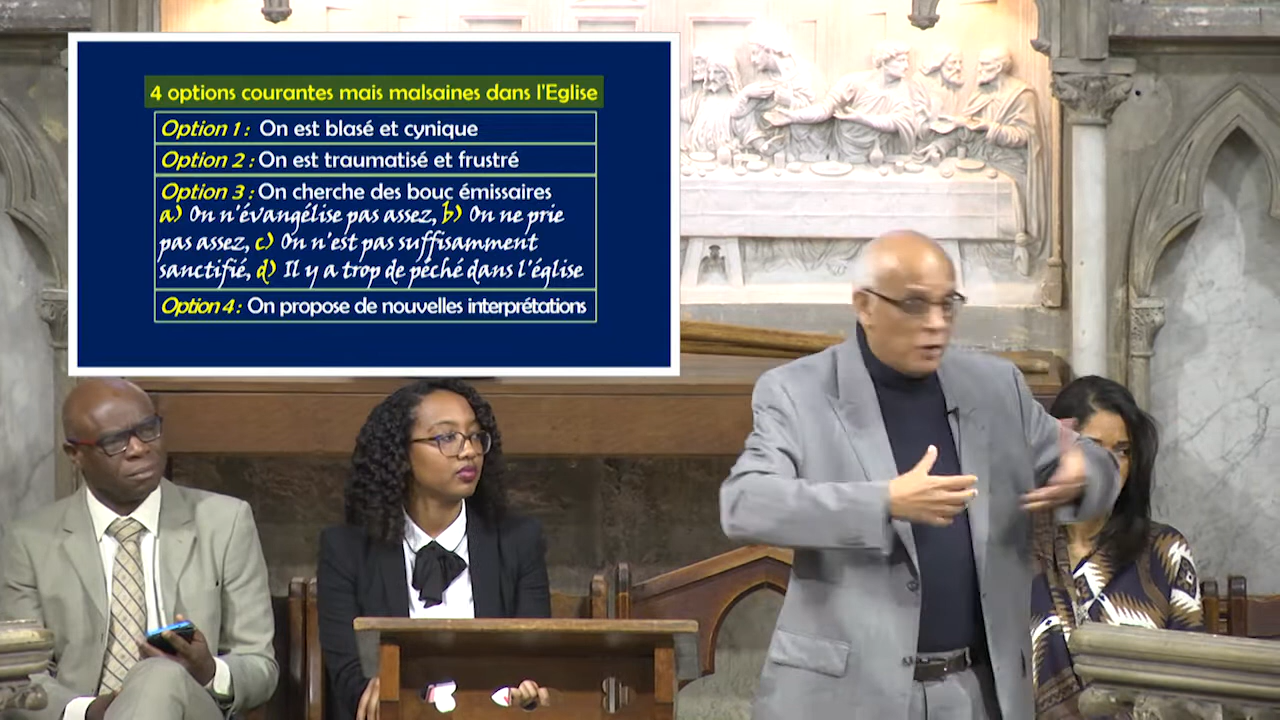 4 options courantes mais malsaines dans l'Eglise
Option 1 : On est blasé et cynique
Option 2 : On est traumatisé et frustré
Option 3 : On cherche des bouc émissaires
a) On n'évangélise pas assez, b) On ne prie
pas assez, c) On n'est pas suffisamment
sanctifié, d) Il y a trop de péché dans l'église
Option 4 : On propose de nouvelles interprétations